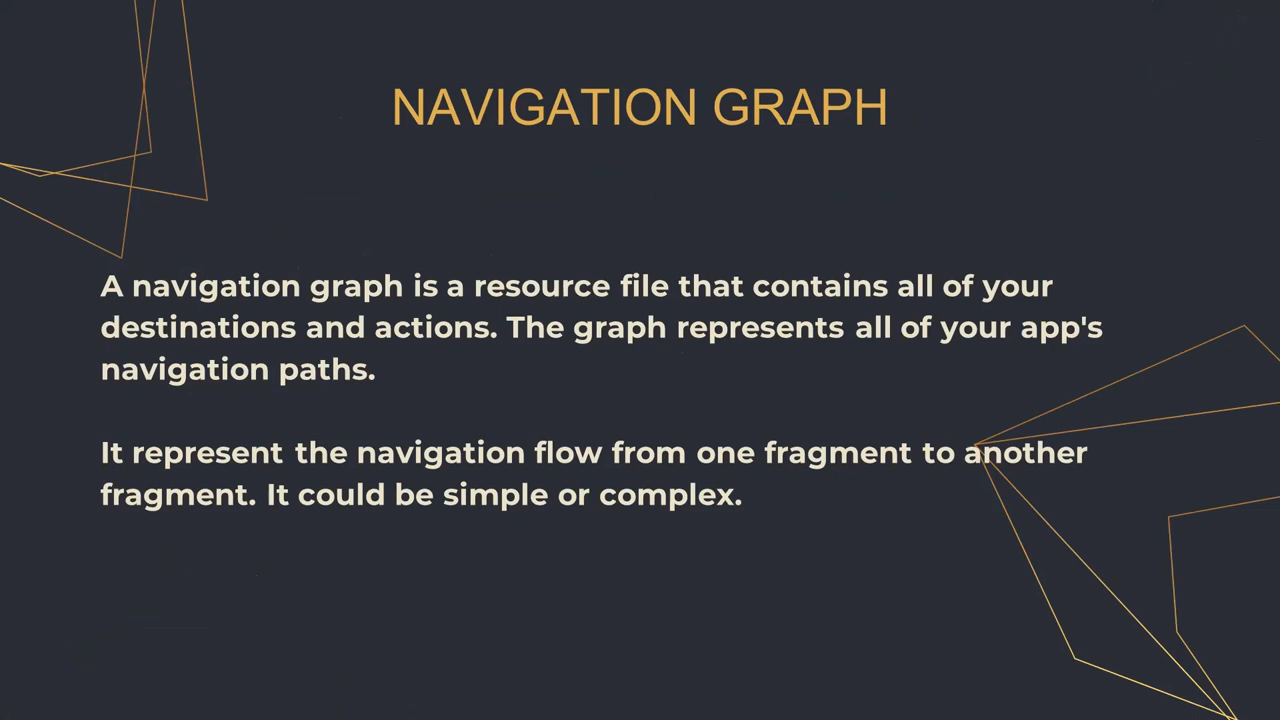 NAVIGATION GRAPH
A navigation graph is a resource file that contains all of your
destinations and actions. The graph represents all of your app's
navigation paths.
It represent the navigation flow from one fragment to another
fragment. It could be simple or complex.